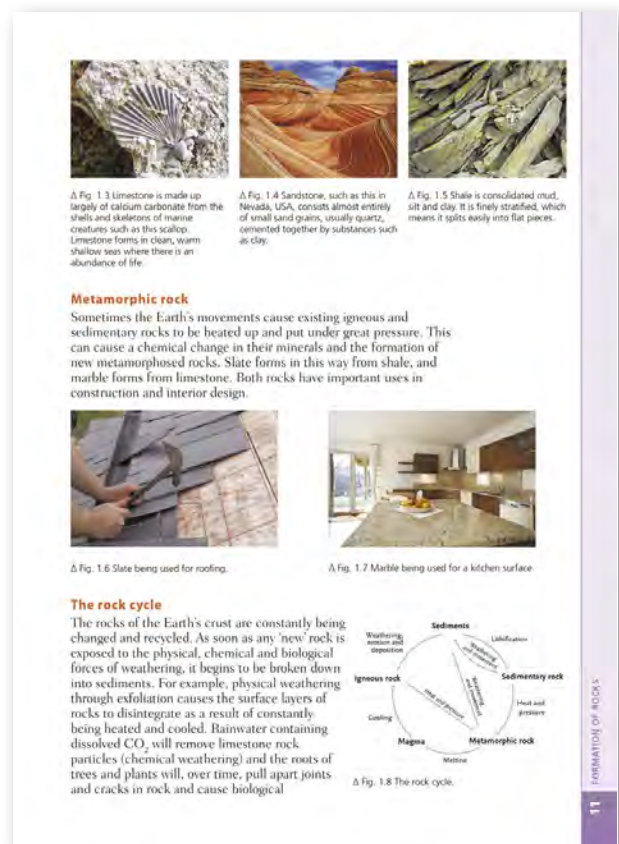 Δ Fig. 1.3 Limestone is made up
largely of calcium carbonate from the
shells and skeletons of marine
creatures such as this scallop.
Limestone forms in clean, warm
shallow seas where there is an
abundance of life.
Δ Fig. 1.4 Sandstone, such as this in
Nevada, USA, consists almost entirely
of small sand grains, usually quartz,
cemented together by substances such
as clay.
Δ Fig. 1.5 Shale is consolidated mud,
silt and clay. It is finely stratified, which
means it splits easily into flat pieces.
Metamorphic rock
Sometimes the Earth's movements cause existing igneous and
sedimentary rocks to be heated up and put under great pressure. This
can cause a chemical change in their minerals and the formation of
new metamorphosed rocks. Slate forms in this way from shale, and
marble forms from limestone. Both rocks have important uses in
construction and interior design.
Δ Fig. 1.6 Slate being used for roofing.
Δ Fig. 1.7 Marble being used for a kitchen surface
The rock cycle
The rocks of the Earth's crust are constantly being
changed and recycled. As soon as any 'new' rock is
exposed to the physical, chemical and biological
forces of weathering, it begins to be broken down
into sediments. For example, physical weathering
through exfoliation causes the surface layers of
rocks to disintegrate as a result of constantly
being heated and cooled. Rainwater containing
dissolved CO₂ will remove limestone rock
particles (chemical weathering) and the roots of
trees and plants will, over time, pull apart joints
and cracks in rock and cause biological
Sediments
Weathering,
erosion and
deposition
Lithification
Weathering
and movement
Igneous rock
Sedimentary rock
Weathering
and movement
Heat and pressure
Heat and
pressure
Cooling
Magma
Metamorphic rock
Melting
Δ Fig. 1.8 The rock cycle.
FORMATION OF ROCKS
11